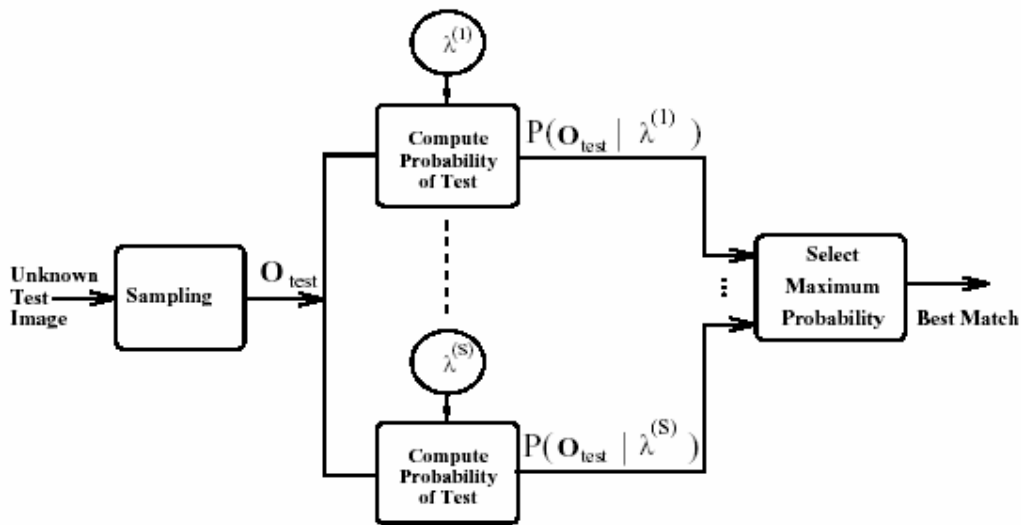 λ(1)
Compute
Probability
of Test
P(Otest | λ(1))
Unknown
Test
Image
Sampling
Otest
Select
Maximum
Probability
Best Match
λ(S)
Compute
Probability
of Test
P(Otest | λ(S))